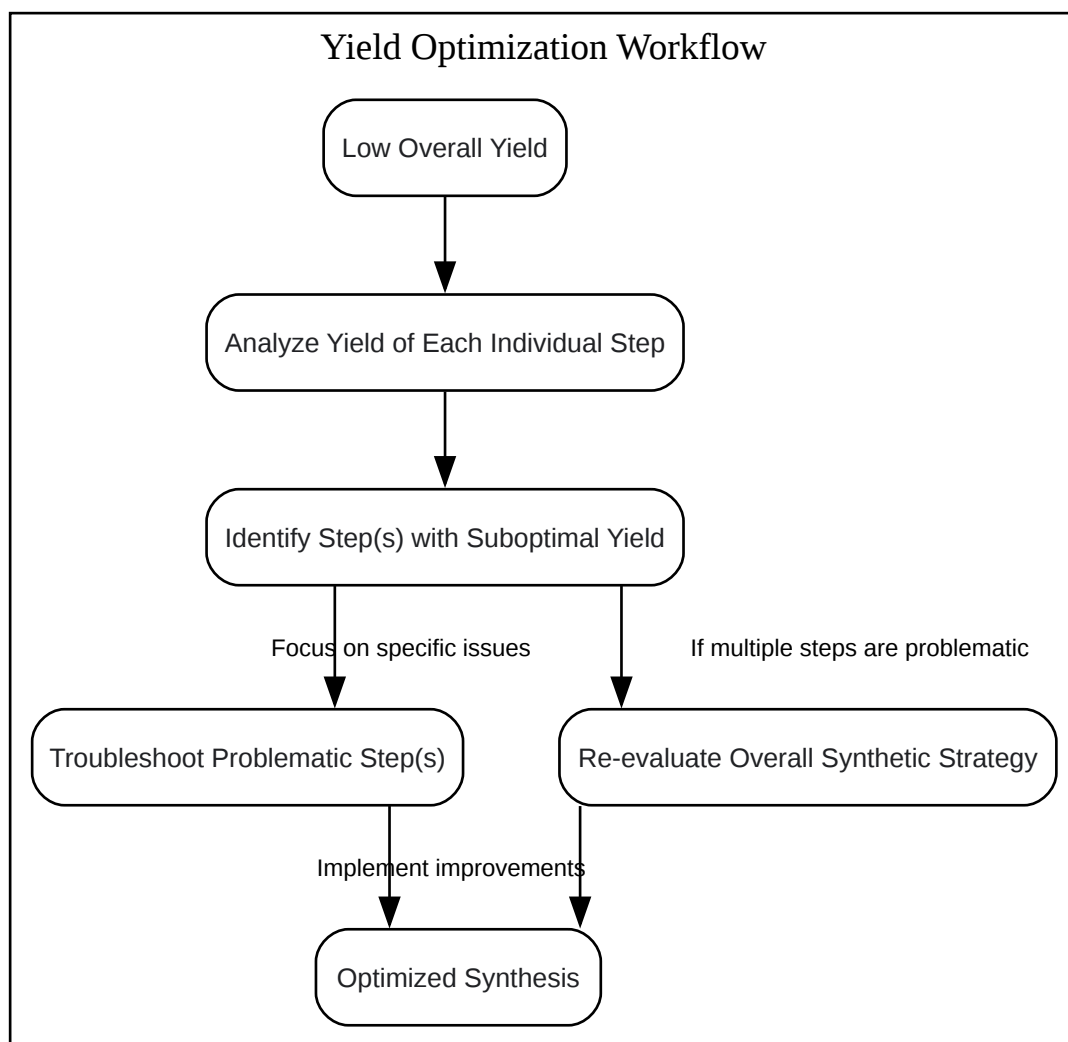 Yield Optimization Workflow
Low Overall Yield
Analyze Yield of Each Individual Step
Identify Step(s) with Suboptimal Yield
Focus on specific issues
If multiple steps are problematic
Troubleshoot Problematic Step(s)
Re-evaluate Overall Synthetic Strategy
Implement improvements
Optimized Synthesis